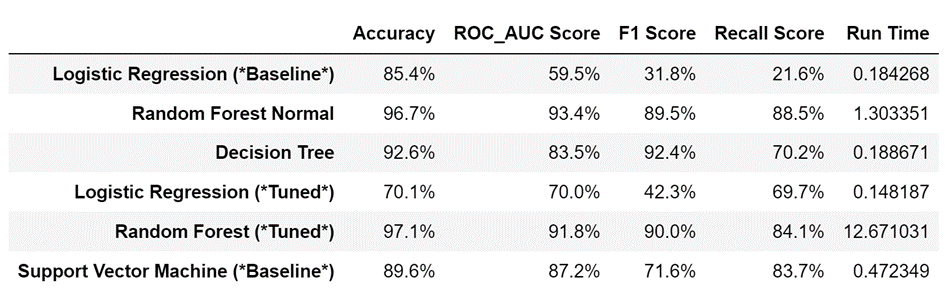 Accuracy ROC_AUC Score F1 Score Recall Score Run Time
Logistic Regression (*Baseline*) 85.4% 59.5% 31.8% 21.6% 0.184268
Random Forest Normal 96.7% 93.4% 89.5% 88.5% 1.303351
Decision Tree 92.6% 83.5% 92.4% 70.2% 0.188671
Logistic Regression (*Tuned*) 70.1% 70.0% 42.3% 69.7% 0.148187
Random Forest (*Tuned*) 97.1% 91.8% 90.0% 84.1% 12.671031
Support Vector Machine (*Baseline*) 89.6% 87.2% 71.6% 83.7% 0.472349